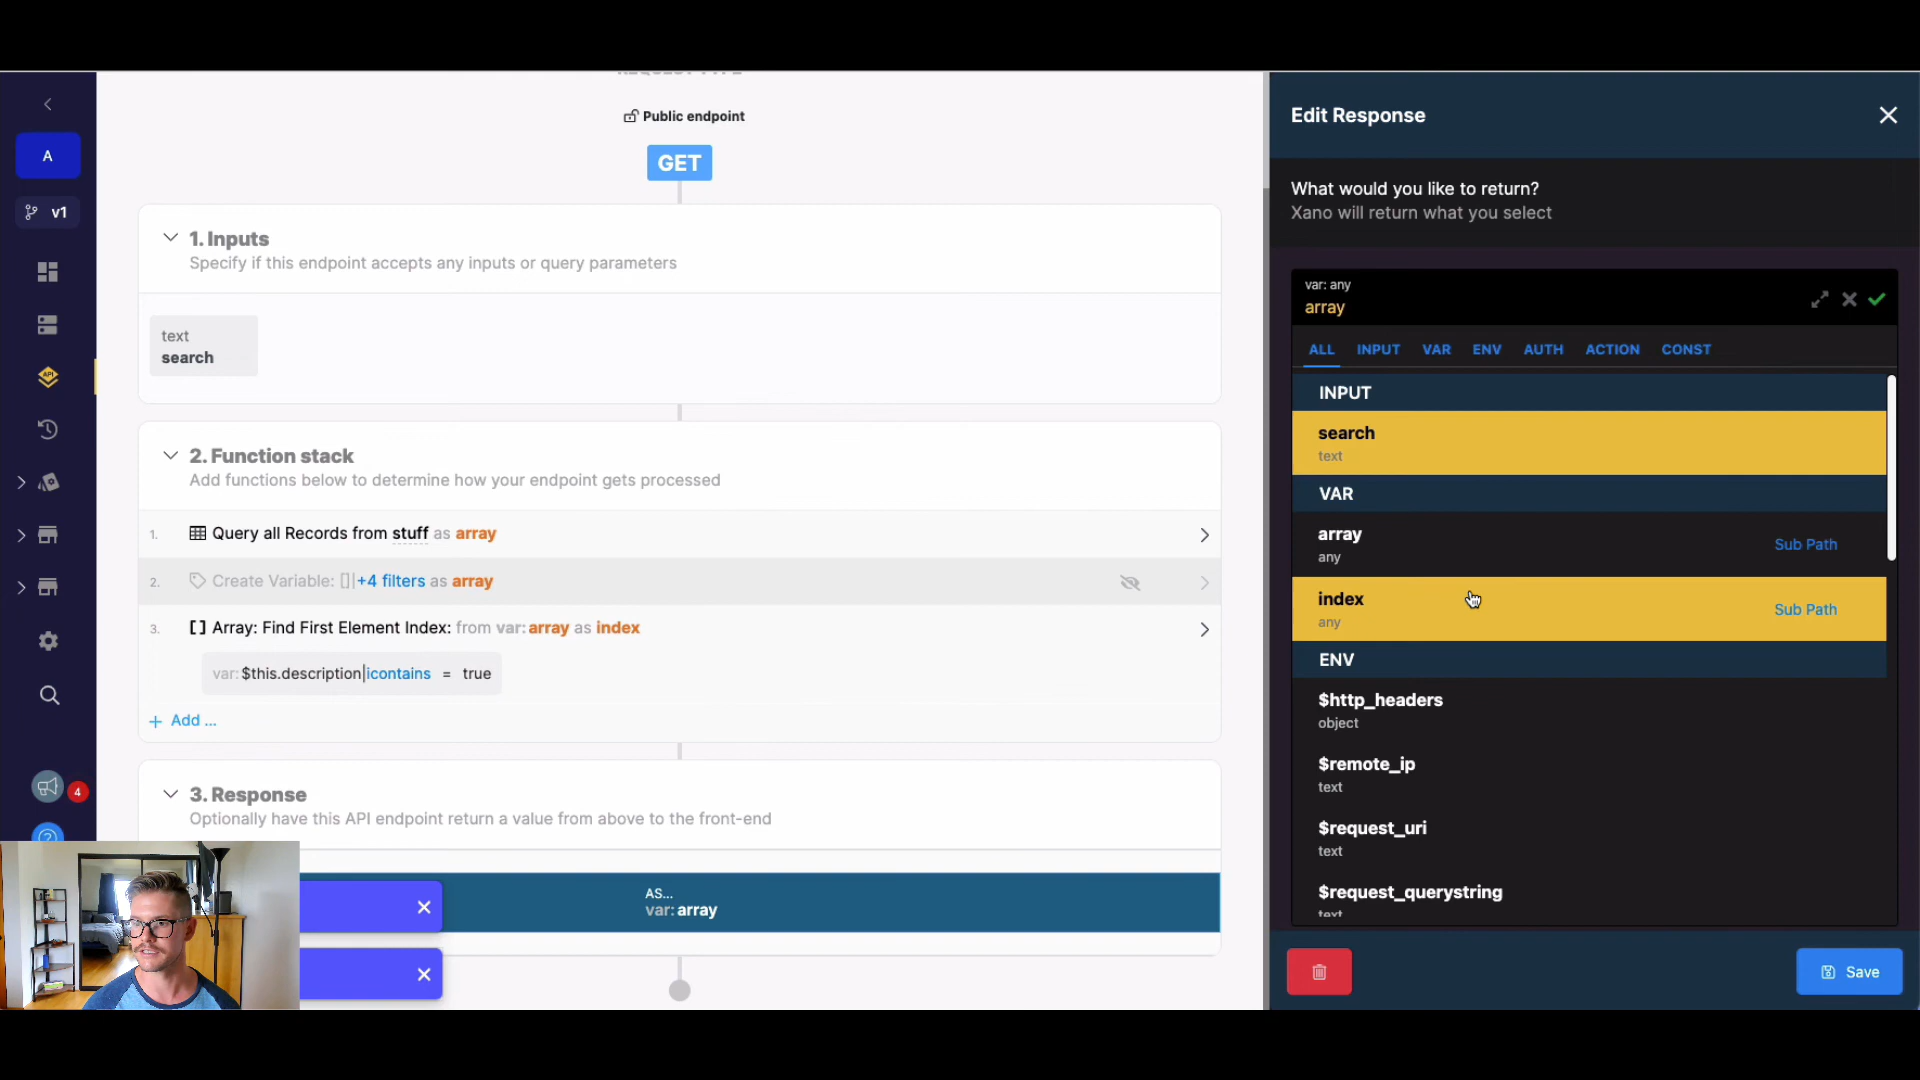 A
v1
API
4
REQUEST TYPE
Public endpoint
GET
1. Inputs
Specify if this endpoint accepts any inputs or query parameters
text
search
2. Function stack
Add functions below to determine how your endpoint gets processed
1. Query all Records from stuff as array
2. Create Variable: []|+4 filters as array
3. [] Array: Find First Element Index: from var: array as index
var: $this.description|icontains = true
+ Add ...
3. Response
Optionally have this API endpoint return a value from above to the front-end
AS...
var: array
Edit Response
What would you like to return?
Xano will return what you select
var: any
array
ALL INPUT VAR ENV AUTH ACTION CONST
INPUT
search
text
VAR
array
any
Sub Path
index
any
Sub Path
ENV
$http_headers
object
$remote_ip
text
$request_uri
text
$request_querystring
text
Save